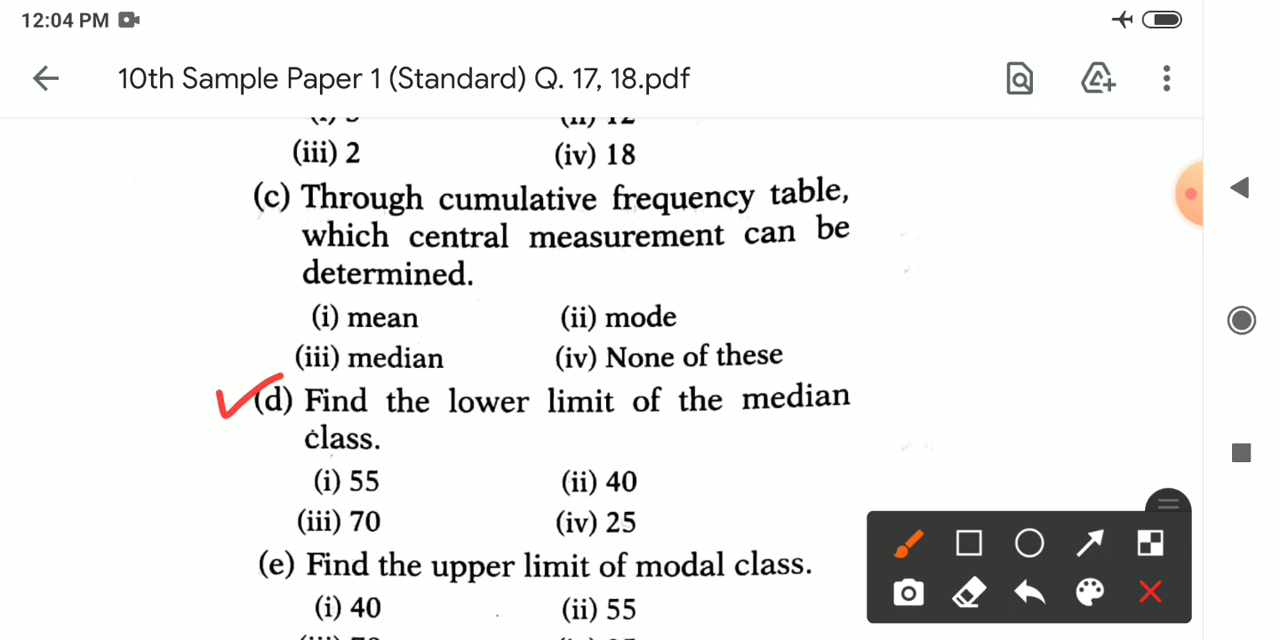 12:04 PM
10th Sample Paper 1 (Standard) Q. 17, 18.pdf
(iii) 2 (iv) 18
(c) Through cumulative frequency table,
which central measurement can be
determined.
(i) mean (ii) mode
(iii) median (iv) None of these
(d) Find the lower limit of the median
class.
(i) 55 (ii) 40
(iii) 70 (iv) 25
(e) Find the upper limit of modal class.
(i) 40 (ii) 55